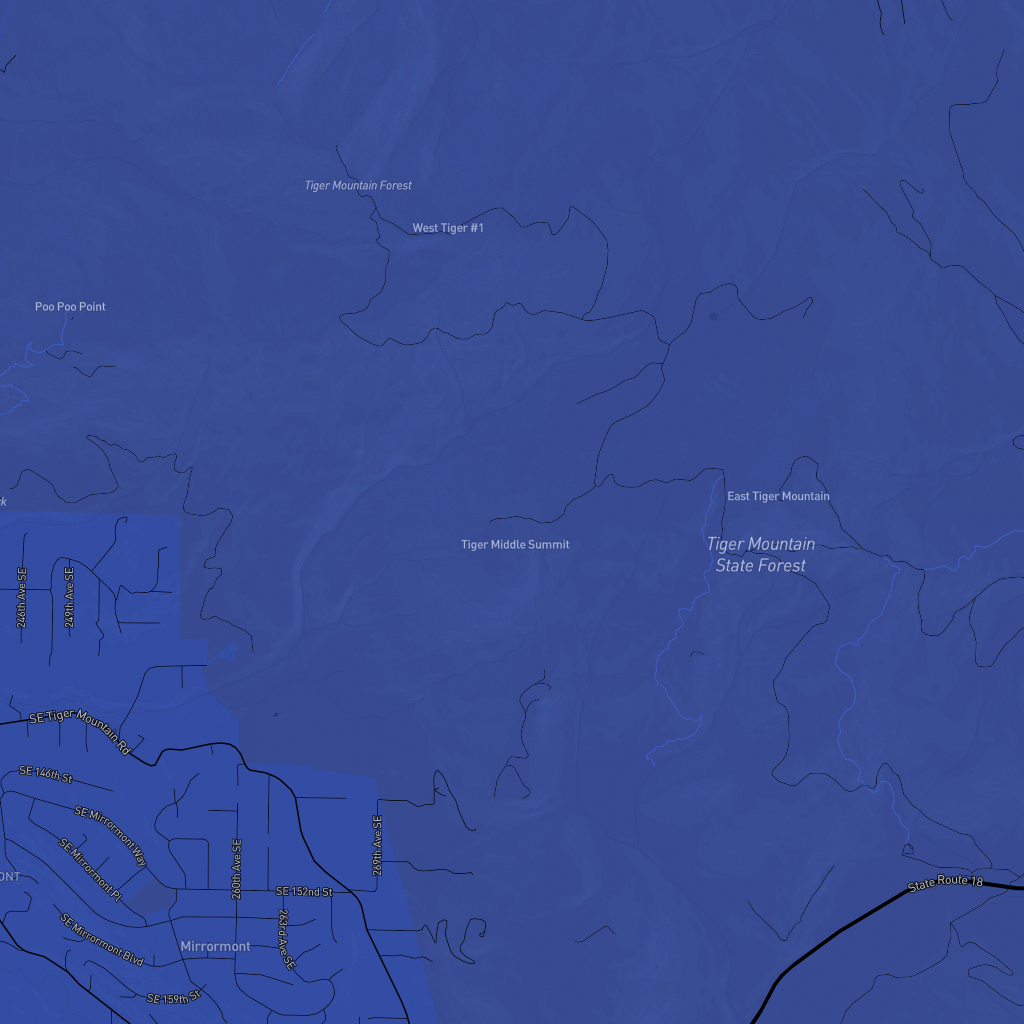 Tiger Mountain Forest
West Tiger #1
Poo Poo Point
East Tiger Mountain
rk
Tiger Middle Summit
Tiger Mountain
State Forest
246th Ave SE
249th Ave SE
SE Tiger Mountain Rd
SE 146th St
SE Mirrormont Way
SE Mirrormont Pl
260th Ave SE
269th Ave SE
ONT
SE 152nd St
State Route 18
SE Mirrormont Blvd
263rd Ave SE
Mirrormont
SE 159th St